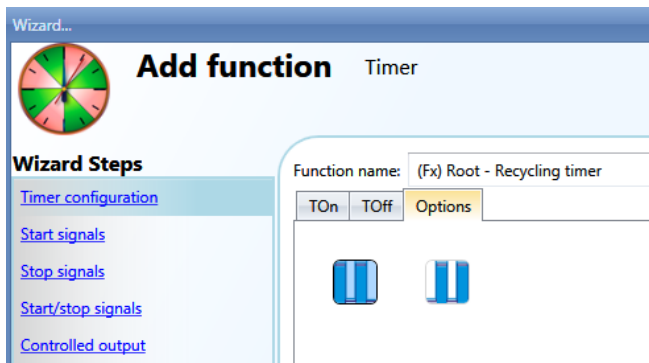 Wizard...
Add function Timer
Wizard Steps
Timer configuration
Start signals
Stop signals
Start/stop signals
Controlled output
Function name: (Fx) Root - Recycling timer
TOn TOff Options